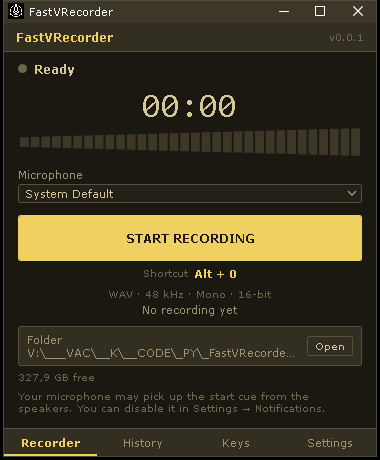 FastVRecorder
FastVRecorder v0.0.1
Ready
00:00
Microphone
System Default
START RECORDING
Shortcut Alt + 0
WAV · 48 kHz · Mono · 16-bit
No recording yet
Folder
V:\___VAC\__K\__CODE\_PY\_FastVRecorde...
Open
327,9 GB free
Your microphone may pick up the start cue from the
speakers. You can disable it in Settings → Notifications.
Recorder History Keys Settings